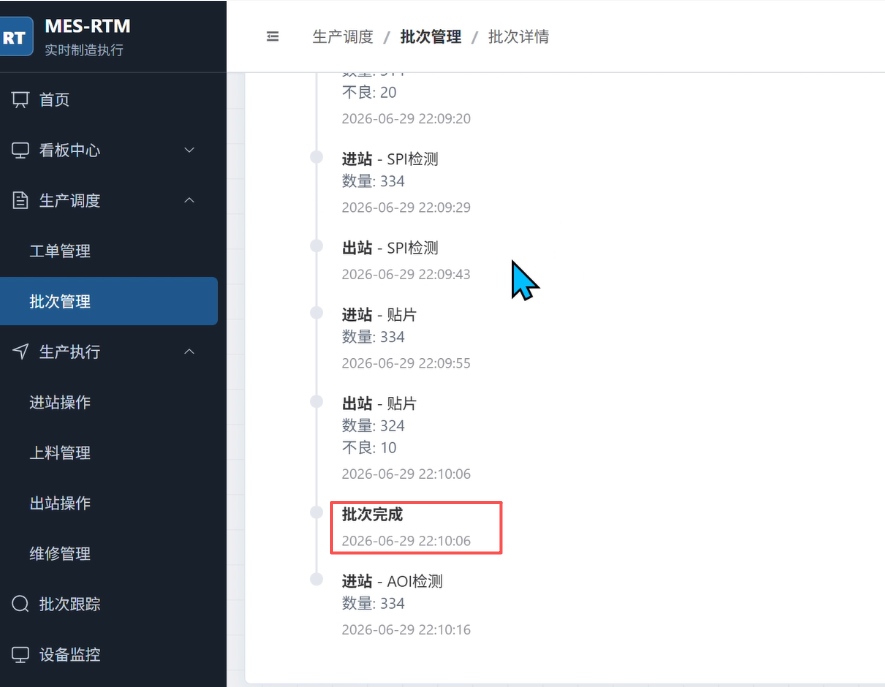 RT
MES-RTM
实时制造执行
生产调度 / 批次管理 / 批次详情
首页
看板中心
生产调度
工单管理
批次管理
生产执行
进站操作
上料管理
出站操作
维修管理
批次跟踪
设备监控
不良: 20
2026-06-29 22:09:20
进站 - SPI检测
数量: 334
2026-06-29 22:09:29
出站 - SPI检测
2026-06-29 22:09:43
进站 - 贴片
数量: 334
2026-06-29 22:09:55
出站 - 贴片
数量: 324
不良: 10
2026-06-29 22:10:06
批次完成
2026-06-29 22:10:06
进站 - AOI检测
数量: 334
2026-06-29 22:10:16